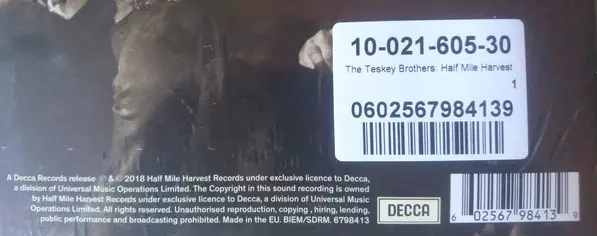 10-021-605-30
The Teskey Brothers: Half Mile Harvest
1
0602567984139
A Decca Records release ℗ & © 2018 Half Mile Harvest Records under exclusive licence to Decca,
a division of Universal Music Operations Limited. The Copyright in this sound recording is owned
by Half Mile Harvest Records under exclusive licence to Decca, a division of Universal Music
Operations Limited. All rights reserved. Unauthorised reproduction, copying , hiring, lending,
public performance and broadcasting prohibited. Made in the EU. BIEM/SDRM. 6798413
DECCA
6 02567 98413 9